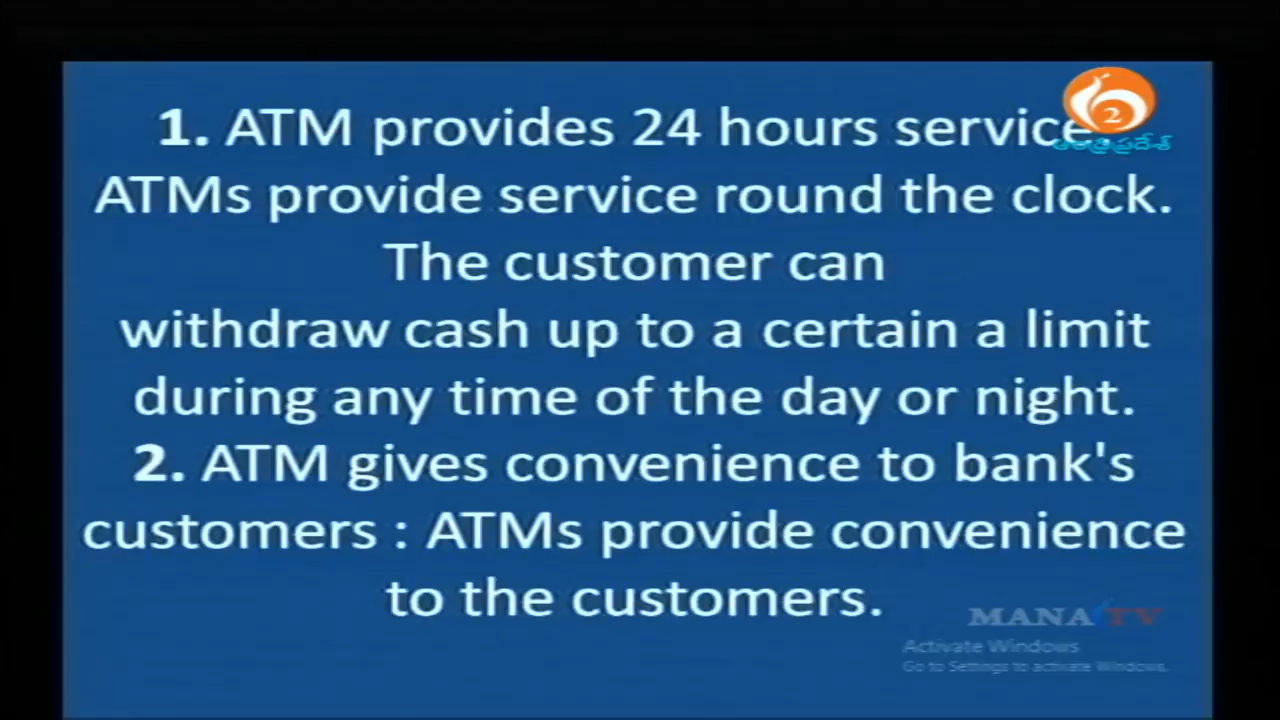 1. ATM provides 24 hours service.
ATMs provide service round the clock.
The customer can
withdraw cash up to a certain a limit
during any time of the day or night.
2. ATM gives convenience to bank's
customers : ATMs provide convenience
to the customers.
2
MANA TV
Activate Windows
Go to Settings to activate Windows.